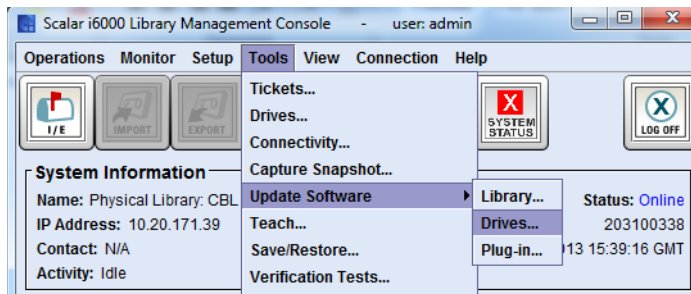 Scalar i6000 Library Management Console - user: admin
Operations Monitor Setup Tools View Connection Help
I/E IMPORT EXPORT
Tickets...
Drives...
Connectivity...
Capture Snapshot...
Update Software
Teach...
Save/Restore...
Verification Tests...
Library...
Drives...
Plug-in...
SYSTEM STATUS
LOG OFF
System Information
Name: Physical Library: CBL
IP Address: 10.20.171.39
Contact: N/A
Activity: Idle
Status: Online
203100338
13 15:39:16 GMT